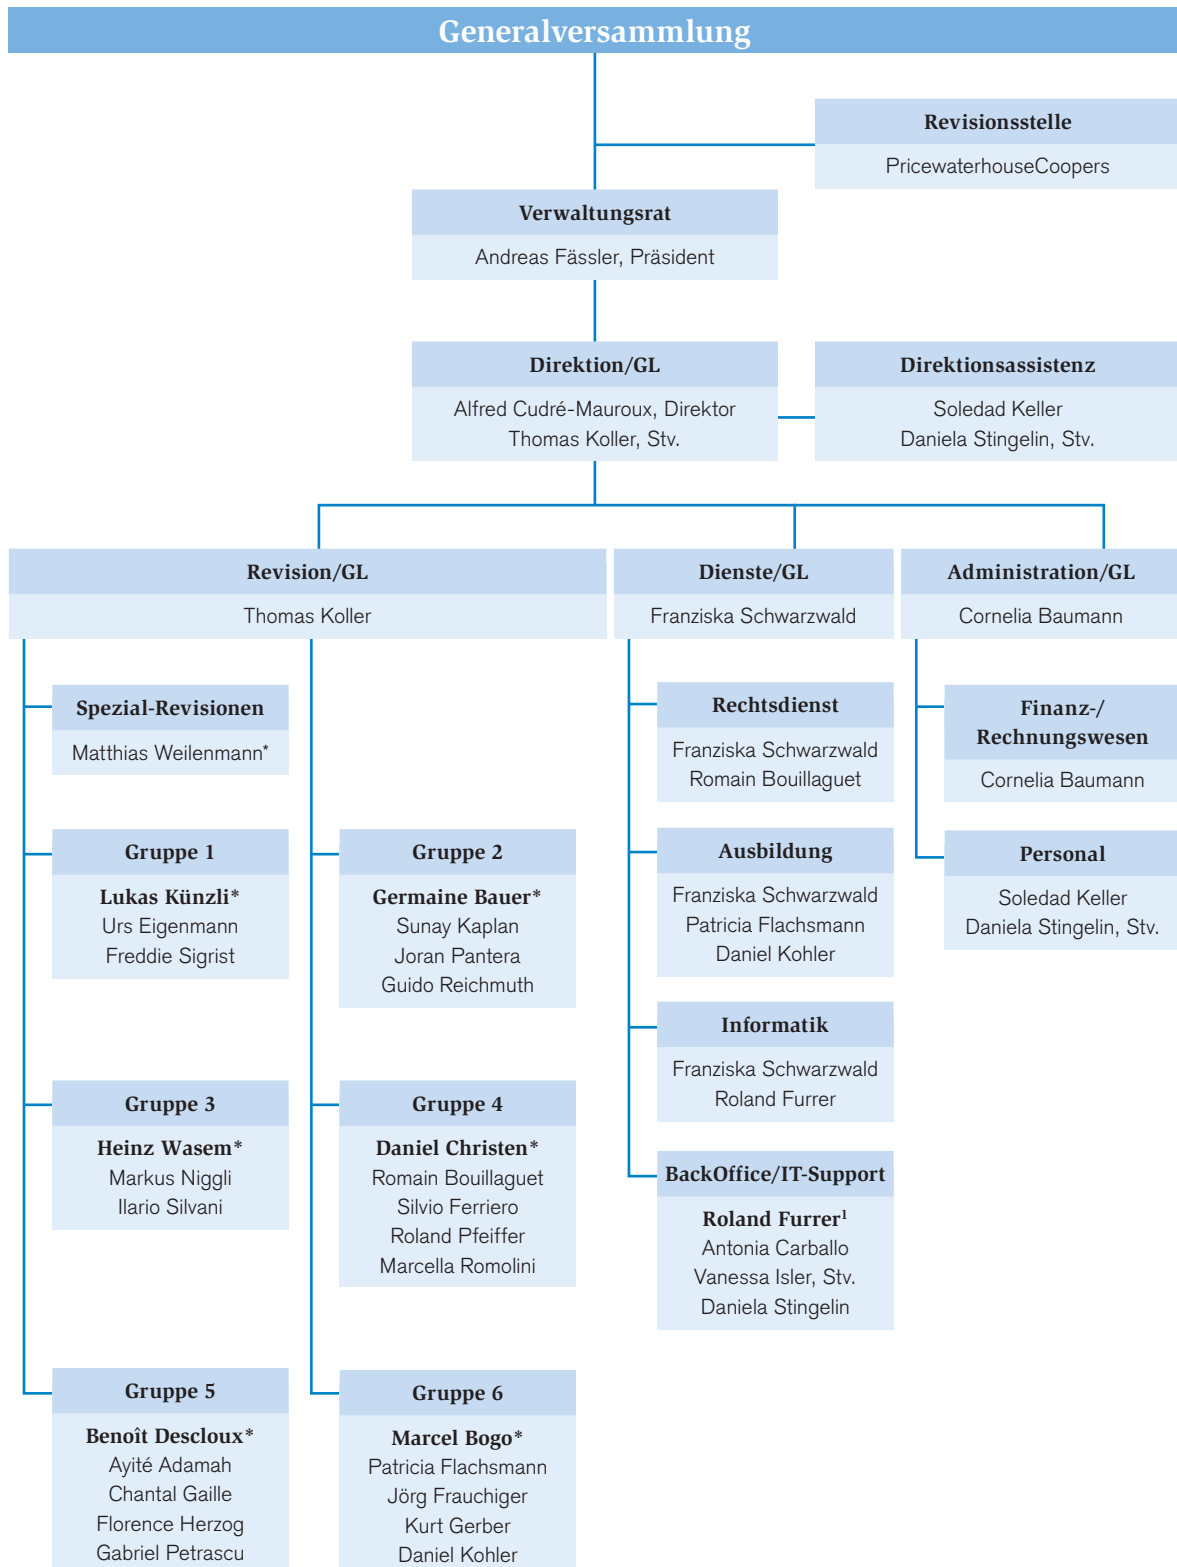 Generalversammlung
Revisionsstelle
PricewaterhouseCoopers
Verwaltungsrat
Andreas Fässler, Präsident
Direktion/GL
Alfred Cudré-Mauroux, Direktor
Thomas Koller, Stv.
Direktionsassistenz
Soledad Keller
Daniela Stingelin, Stv.
Revision/GL
Thomas Koller
Dienste/GL
Franziska Schwarzwald
Administration/GL
Cornelia Baumann
Spezial-Revisionen
Matthias Weilenmann*
Gruppe 1
Lukas Künzli*
Urs Eigenmann
Freddie Sigrist
Gruppe 2
Germaine Bauer*
Sunay Kaplan
Joran Pantera
Guido Reichmuth
Gruppe 3
Heinz Wasem*
Markus Niggli
Ilario Silvani
Gruppe 4
Daniel Christen*
Romain Bouillaguet
Silvio Ferriero
Roland Pfeiffer
Marcella Romolini
Gruppe 5
Benoît Descloux*
Ayité Adamah
Chantal Gaille
Florence Herzog
Gabriel Petrascu
Gruppe 6
Marcel Bogo*
Patricia Flachsmann
Jörg Frauchiger
Kurt Gerber
Daniel Kohler
Rechtsdienst
Franziska Schwarzwald
Romain Bouillaguet
Ausbildung
Franziska Schwarzwald
Patricia Flachsmann
Daniel Kohler
Informatik
Franziska Schwarzwald
Roland Furrer
BackOffice/IT-Support
Roland Furrer¹
Antonia Carballo
Vanessa Isler, Stv.
Daniela Stingelin
Finanz-/
Rechnungswesen
Cornelia Baumann
Personal
Soledad Keller
Daniela Stingelin, Stv.